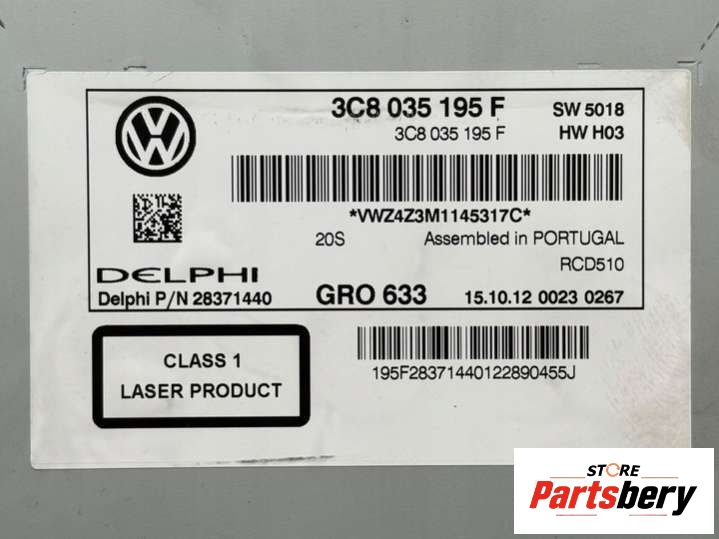 3C8 035 195 F SW 5018
3C8 035 195 F HW H03
*VWZ4Z3M1145317C*
20S Assembled in PORTUGAL
RCD510
DELPHI
Delphi P/N 28371440 GRO 633 15.10.12 0023 0267
CLASS 1
LASER PRODUCT
195F28371440122890455J
STORE
Partsbery